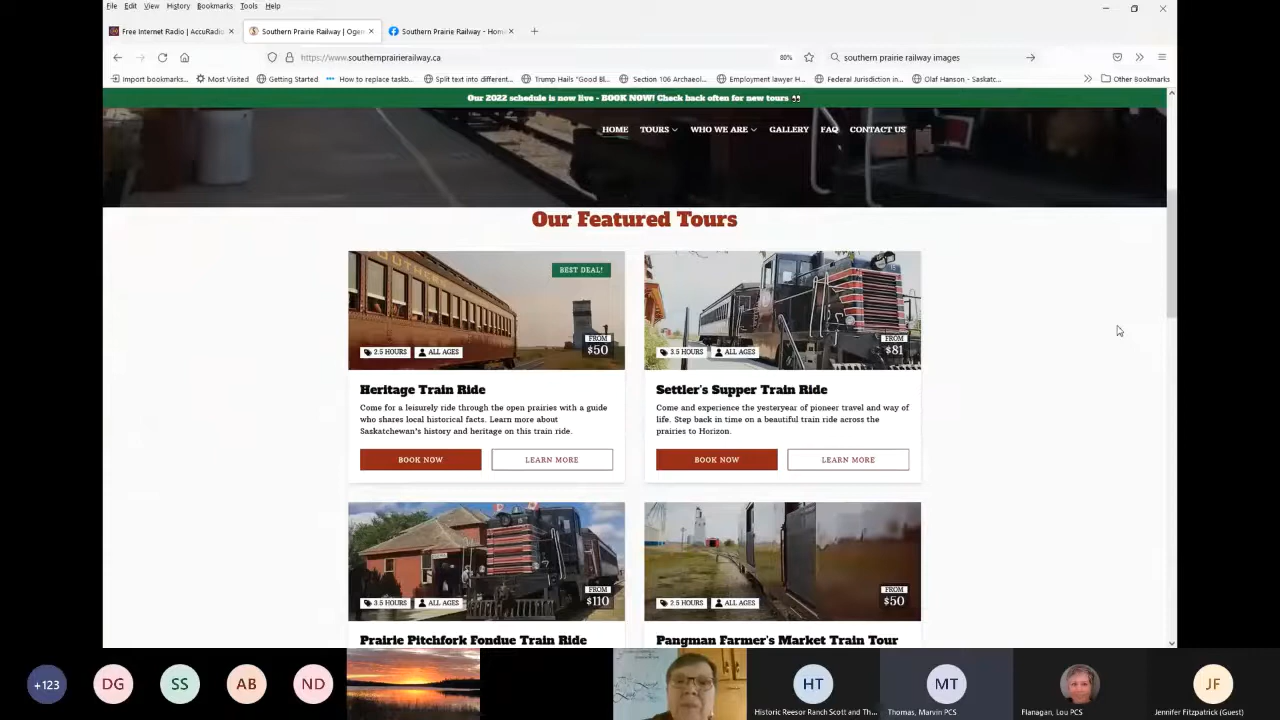 File Edit View History Bookmarks Tools Help
Free Internet Radio | AccuRadio
Southern Prairie Railway | Oge
Southern Prairie Railway - Hom
https://www.southernprairierailway.ca
80%
southern prairie railway images
Import bookmarks... Most Visited Getting Started How to replace taskb... Split text into different... Trump Hails "Good Bl... Section 106 Archaeol... Employment lawyer H... Federal Jurisdiction in... Olaf Hanson - Saskatc... Other Bookmarks
Our 2022 schedule is now live - BOOK NOW! Check back often for new tours 👀
HOME TOURS WHO WE ARE GALLERY FAQ CONTACT US
Our Featured Tours
BEST DEAL!
2.5 HOURS ALL AGES
FROM
$50
Heritage Train Ride
Come for a leisurely ride through the open prairies with a guide
who shares local historical facts. Learn more about
Saskatchewan's history and heritage on this train ride.
BOOK NOW LEARN MORE
3.5 HOURS ALL AGES
FROM
$81
Settler's Supper Train Ride
Come and experience the yesteryear of pioneer travel and way of
life. Step back in time on a beautiful train ride across the
prairies to Horizon.
BOOK NOW LEARN MORE
3.5 HOURS ALL AGES
FROM
$110
Prairie Pitchfork Fondue Train Ride
2.5 HOURS ALL AGES
FROM
$50
Pangman Farmer's Market Train Tour
+123 DG SS AB ND HT MT JF
Historic Reesor Ranch Scott and Th... Thomas, Marvin PCS Flanagan, Lou PCS Jennifer Fitzpatrick (Guest)